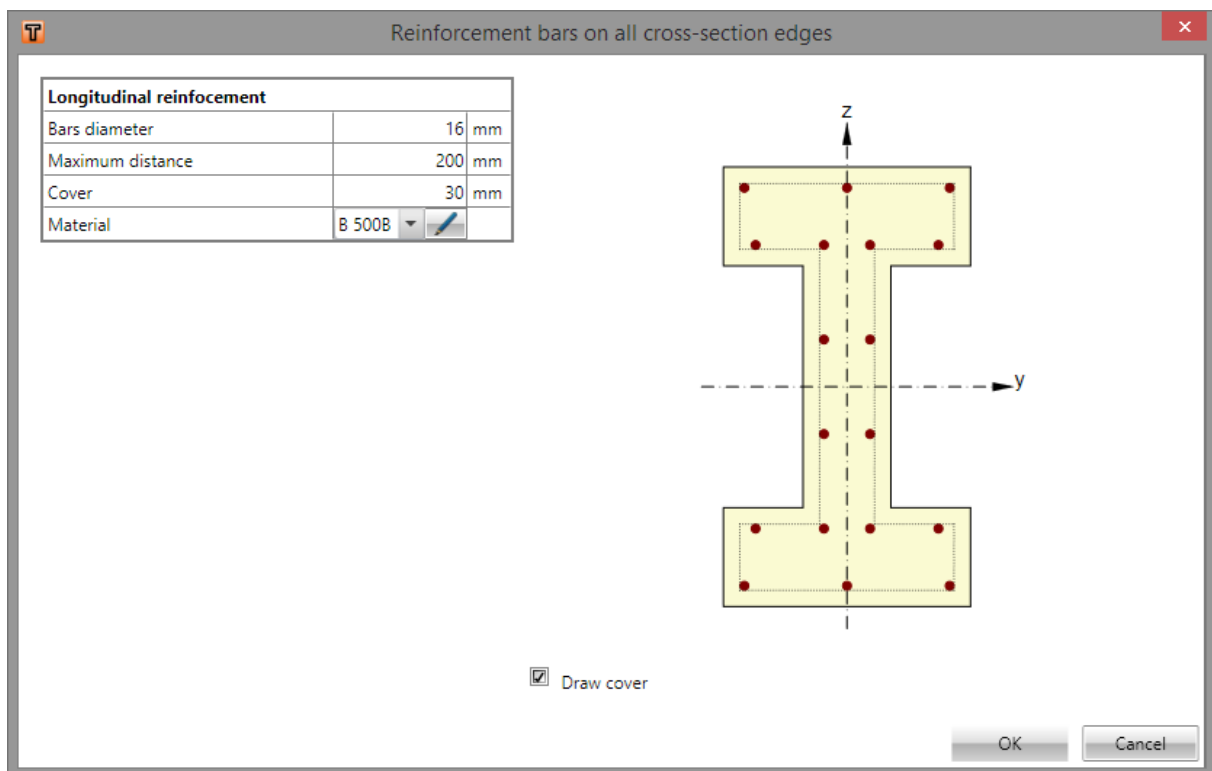 T Reinforcement bars on all cross-section edges ×
Longitudinal reinfocement
Bars diameter 16 mm
Maximum distance 200 mm
Cover 30 mm
Material B 500B
z
y
Draw cover
OK Cancel